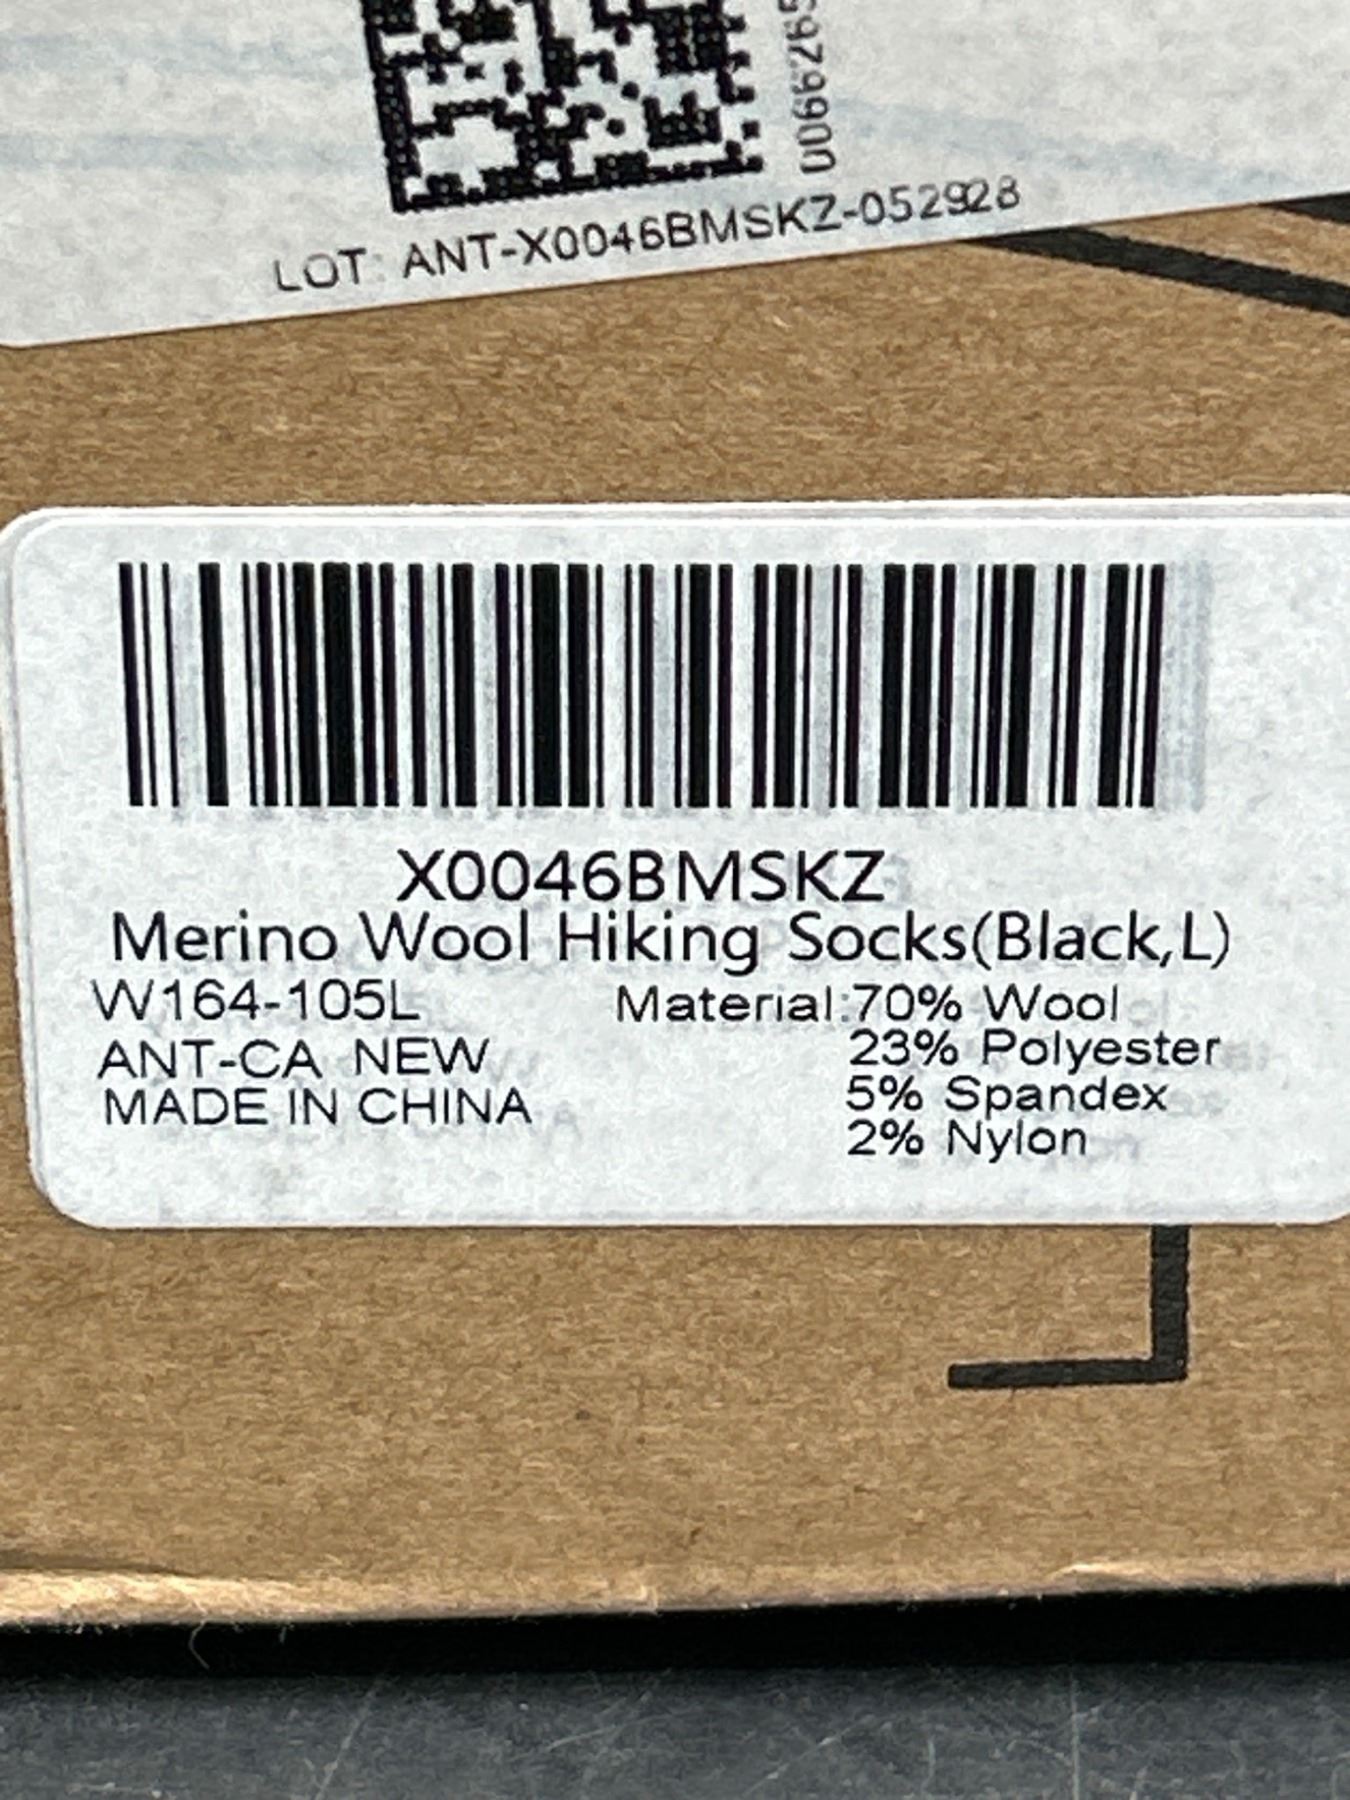 LOT: ANT-X0046BMSKZ-052928
X0046BMSKZ
Merino Wool Hiking Socks(Black,L)
W164-105L
Material:70% Wool
23% Polyester
5% Spandex
2% Nylon
ANT-CA NEW
MADE IN CHINA